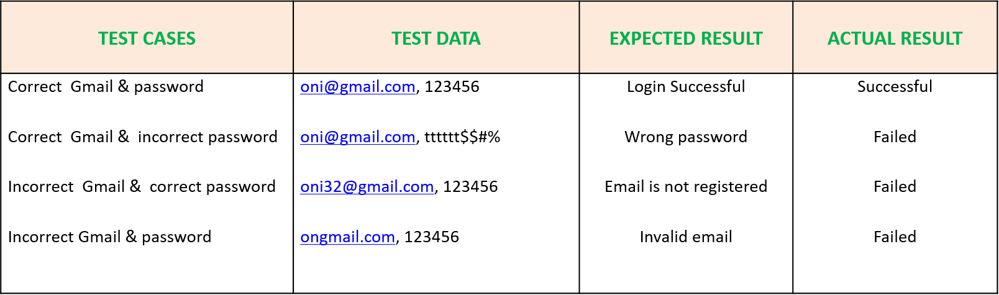 TEST CASES TEST DATA EXPECTED RESULT ACTUAL RESULT
Correct  Gmail & password oni@gmail.com, 123456 Login Successful Successful
Correct  Gmail &  incorrect password oni@gmail.com, tttttt$$#% Wrong password Failed
Incorrect  Gmail &  correct password oni32@gmail.com, 123456 Email is not registered Failed
Incorrect Gmail & password ongmail.com, 123456 Invalid email Failed